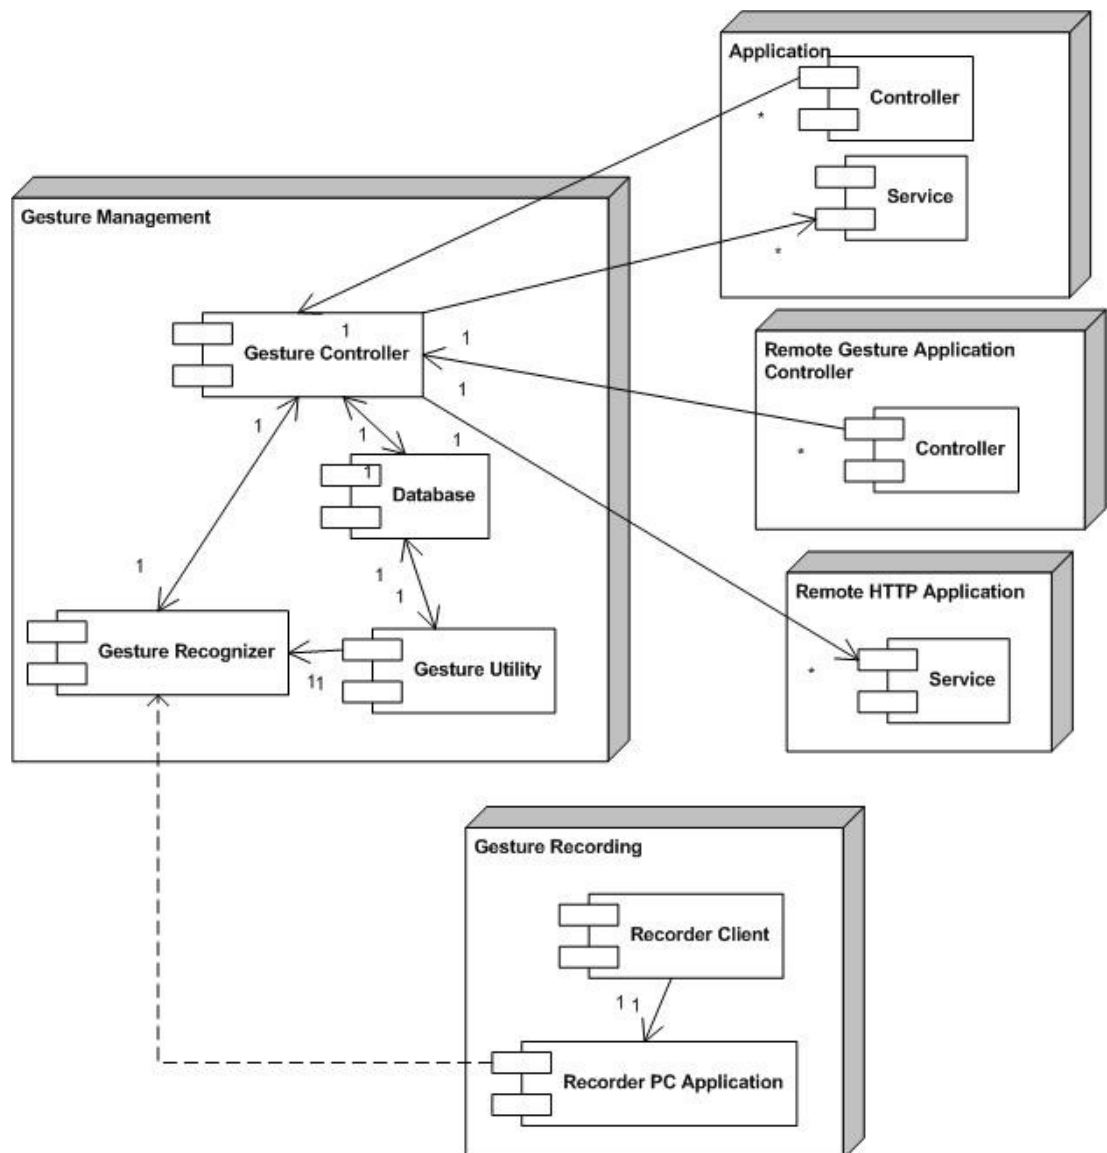 Application
Controller
*
Service
*
Gesture Management
1
1
Gesture Controller
1
1
1
1
1
Database
Remote Gesture Application
Controller
*
Controller
1
1
1
Gesture Recognizer
1
1
Gesture Utility
Remote HTTP Application
*
Service
Gesture Recording
Recorder Client
1
1
Recorder PC Application